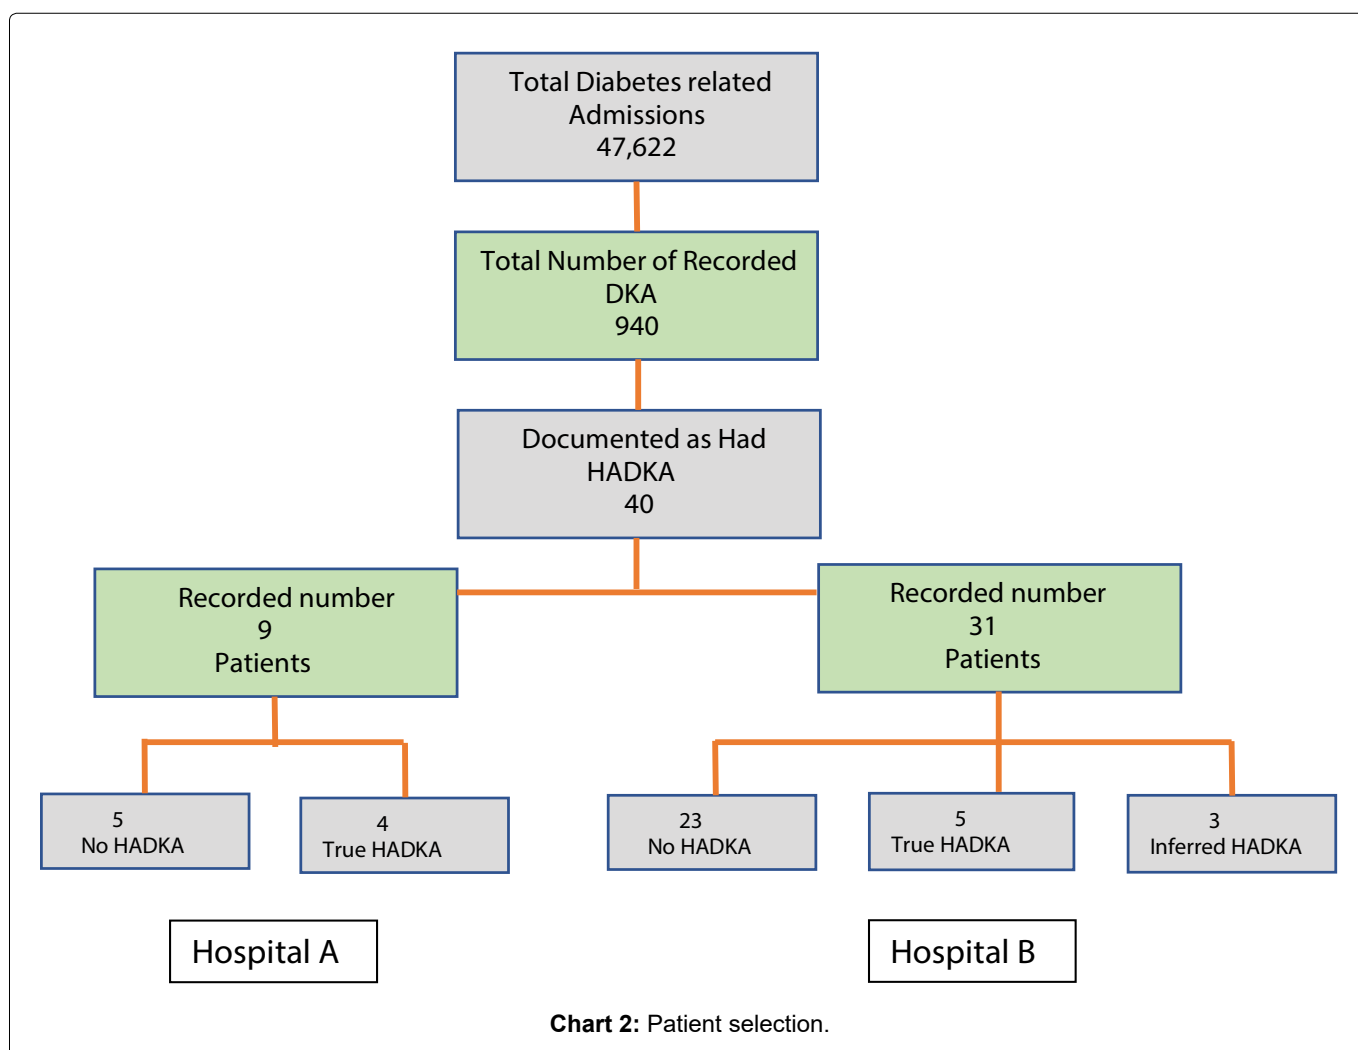 Total Diabetes related
Admissions
47,622
Total Number of Recorded
DKA
940
Documented as Had
HADKA
40
Recorded number
9
Patients
Recorded number
31
Patients
5
No HADKA
4
True HADKA
23
No HADKA
5
True HADKA
3
Inferred HADKA
Hospital A
Hospital B
Chart 2: Patient selection.